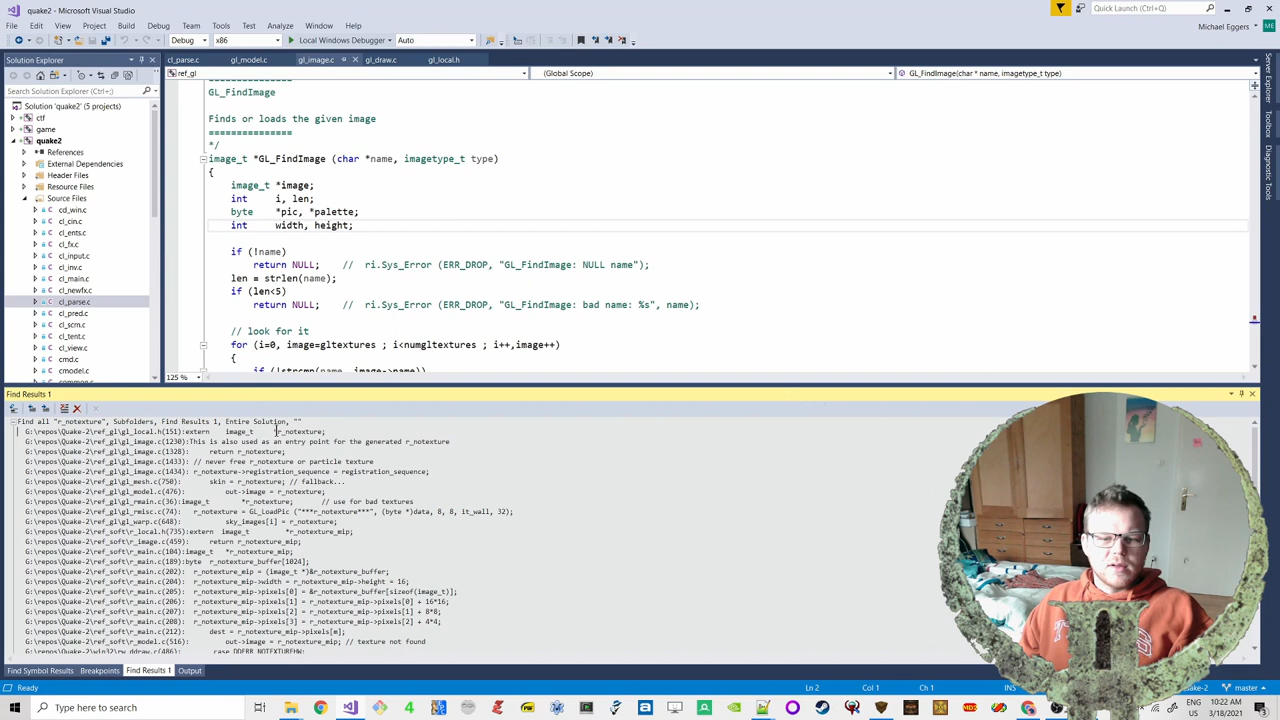 quake2 - Microsoft Visual Studio
Quick Launch (Ctrl+Q)
File Edit View Project Build Debug Team Tools Test Analyze Window Help
Michael Eggers ME
Debug x86 Local Windows Debugger Auto
Solution Explorer
Search Solution Explorer (Ctrl+;)
Solution 'quake2' (5 projects)
ctf
game
quake2
References
External Dependencies
Header Files
Resource Files
Source Files
cd_win.c
cl_cin.c
cl_ents.c
cl_fx.c
cl_input.c
cl_inv.c
cl_main.c
cl_newfx.c
cl_parse.c
cl_pred.c
cl_scrn.c
cl_tent.c
cl_view.c
cmd.c
cmodel.c
common.c
cl_parse.c gl_model.c gl_image.c gl_draw.c gl_local.h
ref_gl (Global Scope) GL_FindImage(char * name, imagetype_t type)
===============
GL_FindImage
Finds or loads the given image
===============
*/
image_t *GL_FindImage (char *name, imagetype_t type)
{
image_t *image;
int i, len;
byte *pic, *palette;
int width, height;
if (!name)
return NULL; // ri.Sys_Error (ERR_DROP, "GL_FindImage: NULL name");
len = strlen(name);
if (len<5)
return NULL; // ri.Sys_Error (ERR_DROP, "GL_FindImage: bad name: %s", name);
// look for it
for (i=0, image=gltextures ; i<numgltextures ; i++,image++)
{
if (!strcmp(name, image->name))
125 %
Server Explorer
Toolbox
Diagnostic Tools
Find Results 1
Find all "r_notexture", Subfolders, Find Results 1, Entire Solution, ""
G:\repos\Quake-2\ref_gl\gl_local.h(151):extern image_t *r_notexture;
G:\repos\Quake-2\ref_gl\gl_image.c(1230):This is also used as an entry point for the generated r_notexture
G:\repos\Quake-2\ref_gl\gl_image.c(1328): return r_notexture;
G:\repos\Quake-2\ref_gl\gl_image.c(1433): // never free r_notexture or particle texture
G:\repos\Quake-2\ref_gl\gl_image.c(1434): r_notexture->registration_sequence = registration_sequence;
G:\repos\Quake-2\ref_gl\gl_mesh.c(750): skin = r_notexture; // fallback...
G:\repos\Quake-2\ref_gl\gl_model.c(476): out->image = r_notexture;
G:\repos\Quake-2\ref_gl\gl_rmain.c(36):image_t *r_notexture; // use for bad textures
G:\repos\Quake-2\ref_gl\gl_rmisc.c(74): r_notexture = GL_LoadPic ("***r_notexture***", (byte *)data, 8, 8, it_wall, 32);
G:\repos\Quake-2\ref_gl\gl_warp.c(648): sky_images[i] = r_notexture;
G:\repos\Quake-2\ref_soft\r_local.h(735):extern image_t *r_notexture_mip;
G:\repos\Quake-2\ref_soft\r_image.c(459): return r_notexture_mip;
G:\repos\Quake-2\ref_soft\r_main.c(104):image_t *r_notexture_mip;
G:\repos\Quake-2\ref_soft\r_main.c(189):byte r_notexture_buffer[1024];
G:\repos\Quake-2\ref_soft\r_main.c(202): r_notexture_mip = (image_t *)&r_notexture_buffer;
G:\repos\Quake-2\ref_soft\r_main.c(204): r_notexture_mip->width = r_notexture_mip->height = 16;
G:\repos\Quake-2\ref_soft\r_main.c(205): r_notexture_mip->pixels[0] = &r_notexture_buffer[sizeof(image_t)];
G:\repos\Quake-2\ref_soft\r_main.c(206): r_notexture_mip->pixels[1] = r_notexture_mip->pixels[0] + 16*16;
G:\repos\Quake-2\ref_soft\r_main.c(207): r_notexture_mip->pixels[2] = r_notexture_mip->pixels[1] + 8*8;
G:\repos\Quake-2\ref_soft\r_main.c(208): r_notexture_mip->pixels[3] = r_notexture_mip->pixels[2] + 4*4;
G:\repos\Quake-2\ref_soft\r_main.c(212): dest = r_notexture_mip->pixels[m];
G:\repos\Quake-2\ref_soft\r_model.c(516): out->image = r_notexture_mip; // texture not found
G:\repos\Quake-2\win32\rw_ddraw.c(486): case DDERR_NOTEXTUREHW:
Find Symbol Results Breakpoints Find Results 1 Output
Ready Ln 2 Col 1 Ch 1 INS master
Type here to search
ENG
US
10:22 AM
3/18/2021